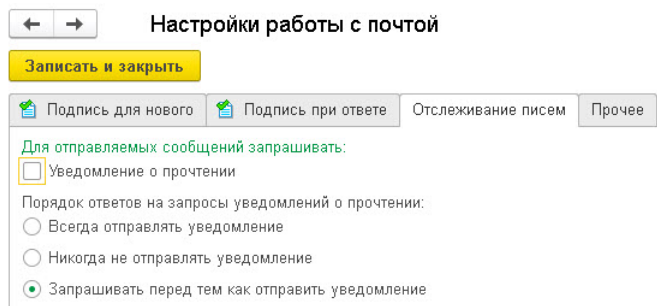 Настройки работы с почтой
Записать и закрыть
Подпись для нового Подпись при ответе Отслеживание писем Прочее
Для отправляемых сообщений запрашивать:
Уведомление о прочтении
Порядок ответов на запросы уведомлений о прочтении:
Всегда отправлять уведомление
Никогда не отправлять уведомление
Запрашивать перед тем как отправить уведомление